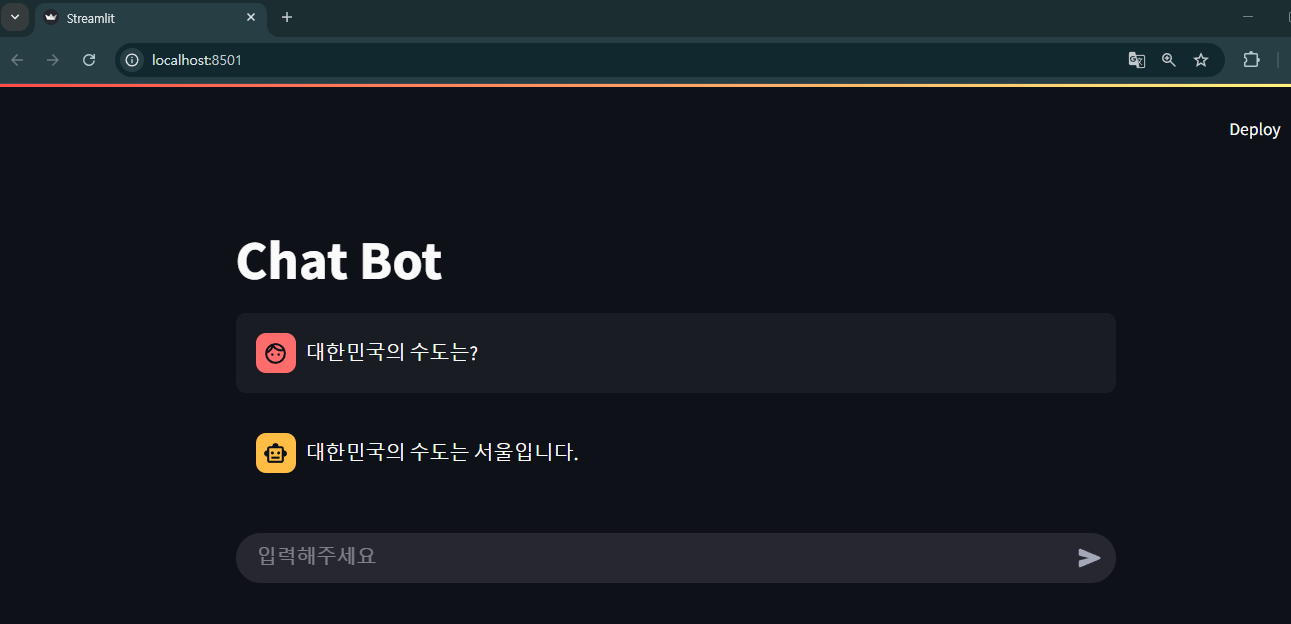 Streamlit
localhost:8501
Deploy
Chat Bot
대한민국의 수도는?
대한민국의 수도는 서울입니다.
입력해주세요